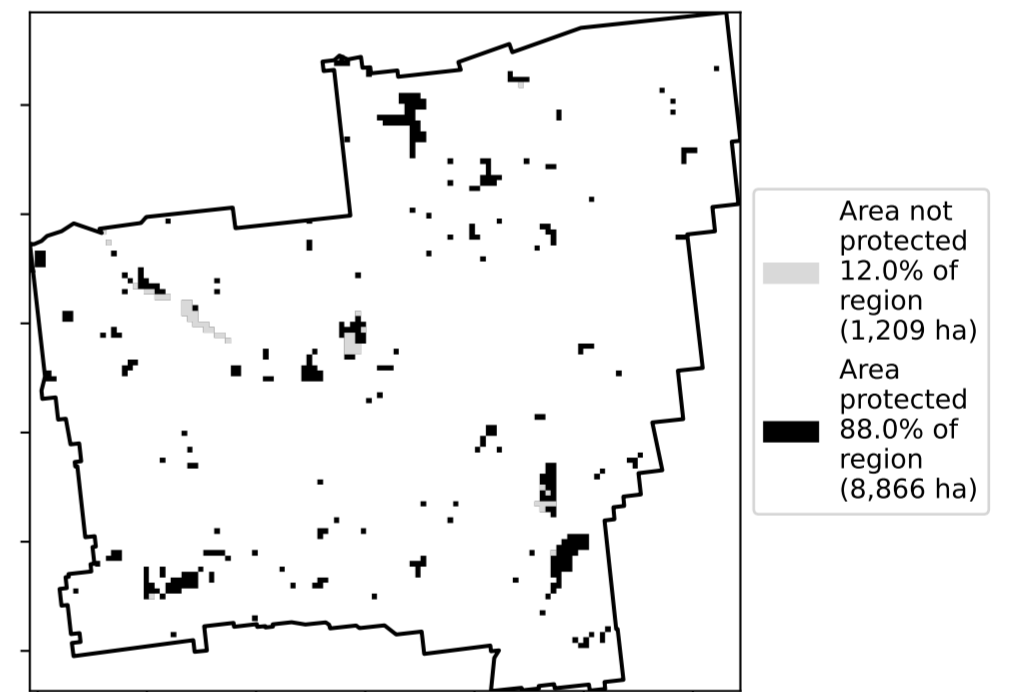 Area not
protected
12.0% of
region
(1,209 ha)
Area
protected
88.0% of
region
(8,866 ha)